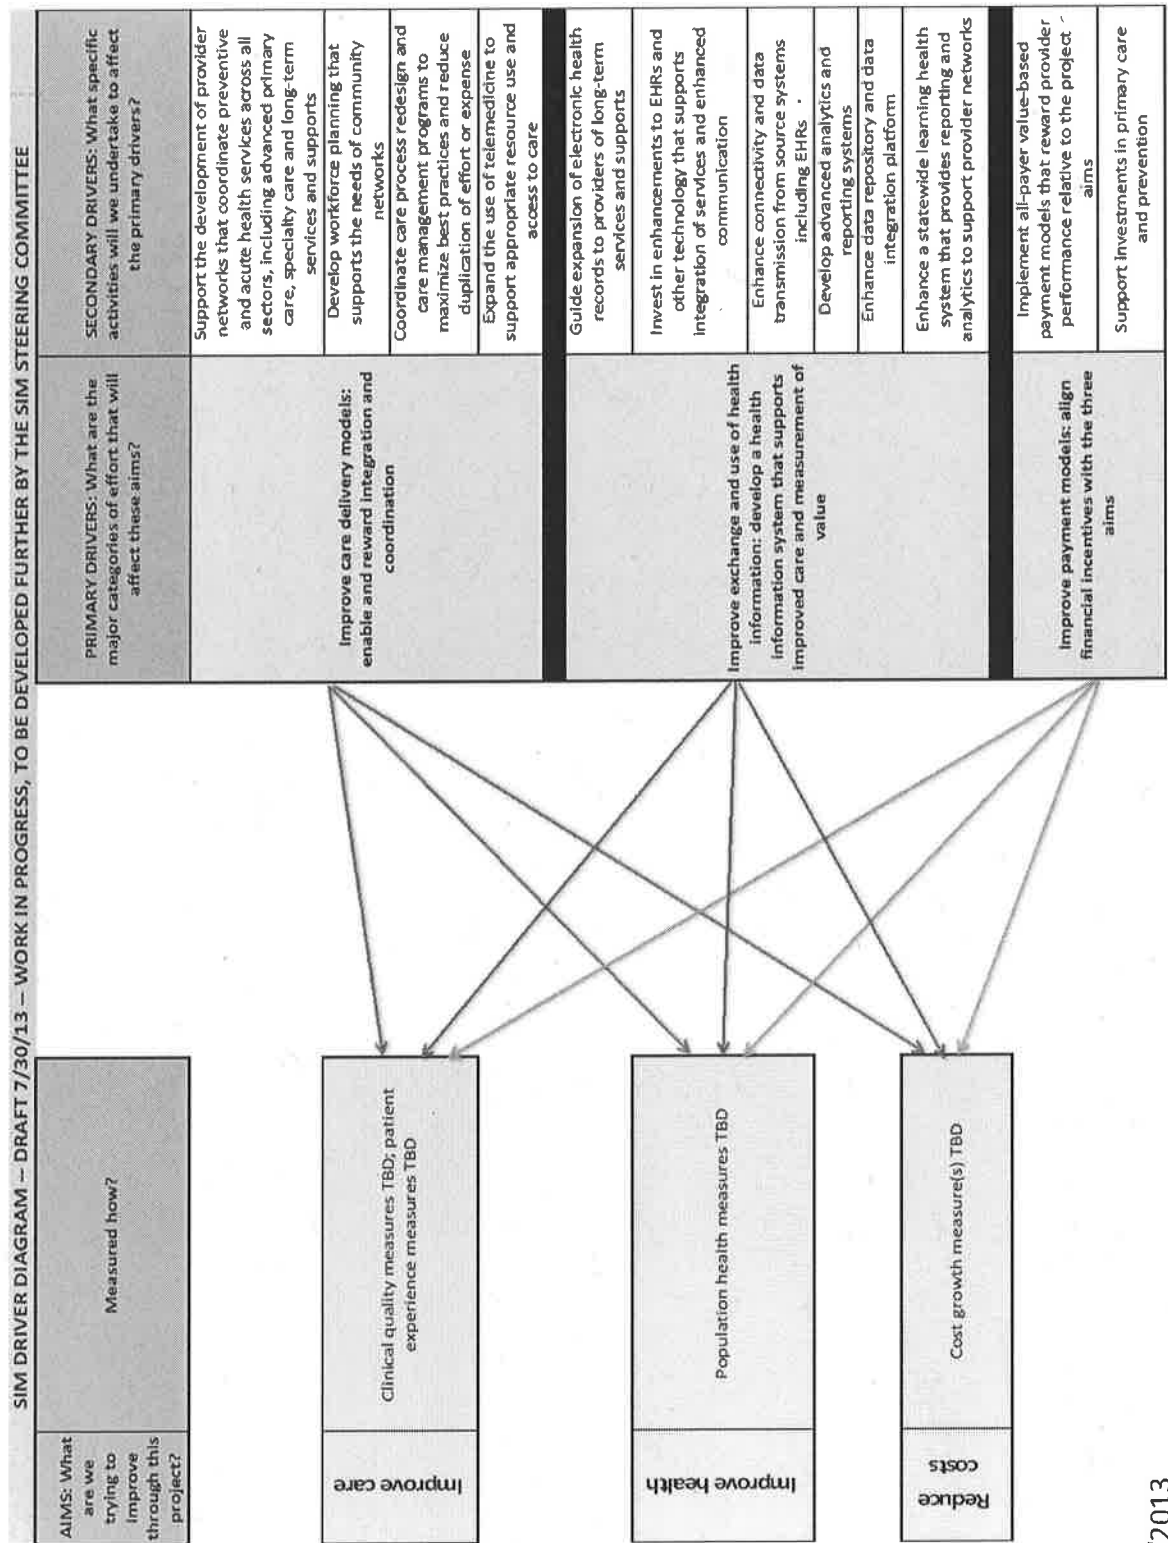 SIM DRIVER DIAGRAM – DRAFT 7/30/13 – WORK IN PROGRESS, TO BE DEVELOPED FURTHER BY THE SIM STEERING COMMITTEE
AIMS: What
are we
trying to
improve
through this
project?
Measured how?
PRIMARY DRIVERS: What are the
major categories of effort that will
affect these aims?
SECONDARY DRIVERS: What specific
activities will we undertake to affect
the primary drivers?
Improve care
Clinical quality measures TBD; patient
experience measures TBD
Improve health
Population health measures TBD
Reduce
costs
Cost growth measure(s) TBD
Improve care delivery models:
enable and reward integration and
coordination
Support the development of provider
networks that coordinate preventive
and acute health services across all
sectors, including advanced primary
care, specialty care and long-term
services and supports
Develop workforce planning that
supports the needs of community
networks
Coordinate care process redesign and
care management programs to
maximize best practices and reduce
duplication of effort or expense
Expand the use of telemedicine to
support appropriate resource use and
access to care
Improve exchange and use of health
information: develop a health
information system that supports
improved care and measurement of
value
Guide expansion of electronic health
records to providers of long-term
services and supports
Invest in enhancements to EHRs and
other technology that supports
integration of services and enhanced
communication
Enhance connectivity and data
transmission from source systems
including EHRs
Develop advanced analytics and
reporting systems
Enhance data repository and data
integration platform
Enhance a statewide learning health
system that provides reporting and
analytics to support provider networks
Improve payment models: align
financial incentives with the three
aims
Implement all-payer value-based
payment models that reward provider
performance relative to the project
aims
Support investments in primary care
and prevention
/2013